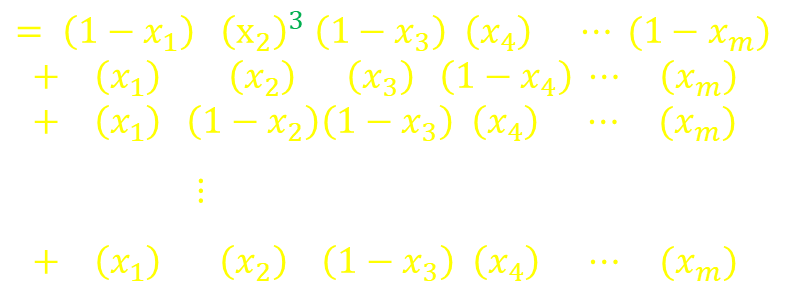 = (1 − x₁) (x₂)³ (1 − x₃) (x₄) ⋯ (1 − xₘ)
+ (x₁) (x₂) (x₃) (1 − x₄) ⋯ (xₘ)
+ (x₁) (1 − x₂)(1 − x₃) (x₄) ⋯ (xₘ)
⋮
+ (x₁) (x₂) (1 − x₃) (x₄) ⋯ (xₘ)